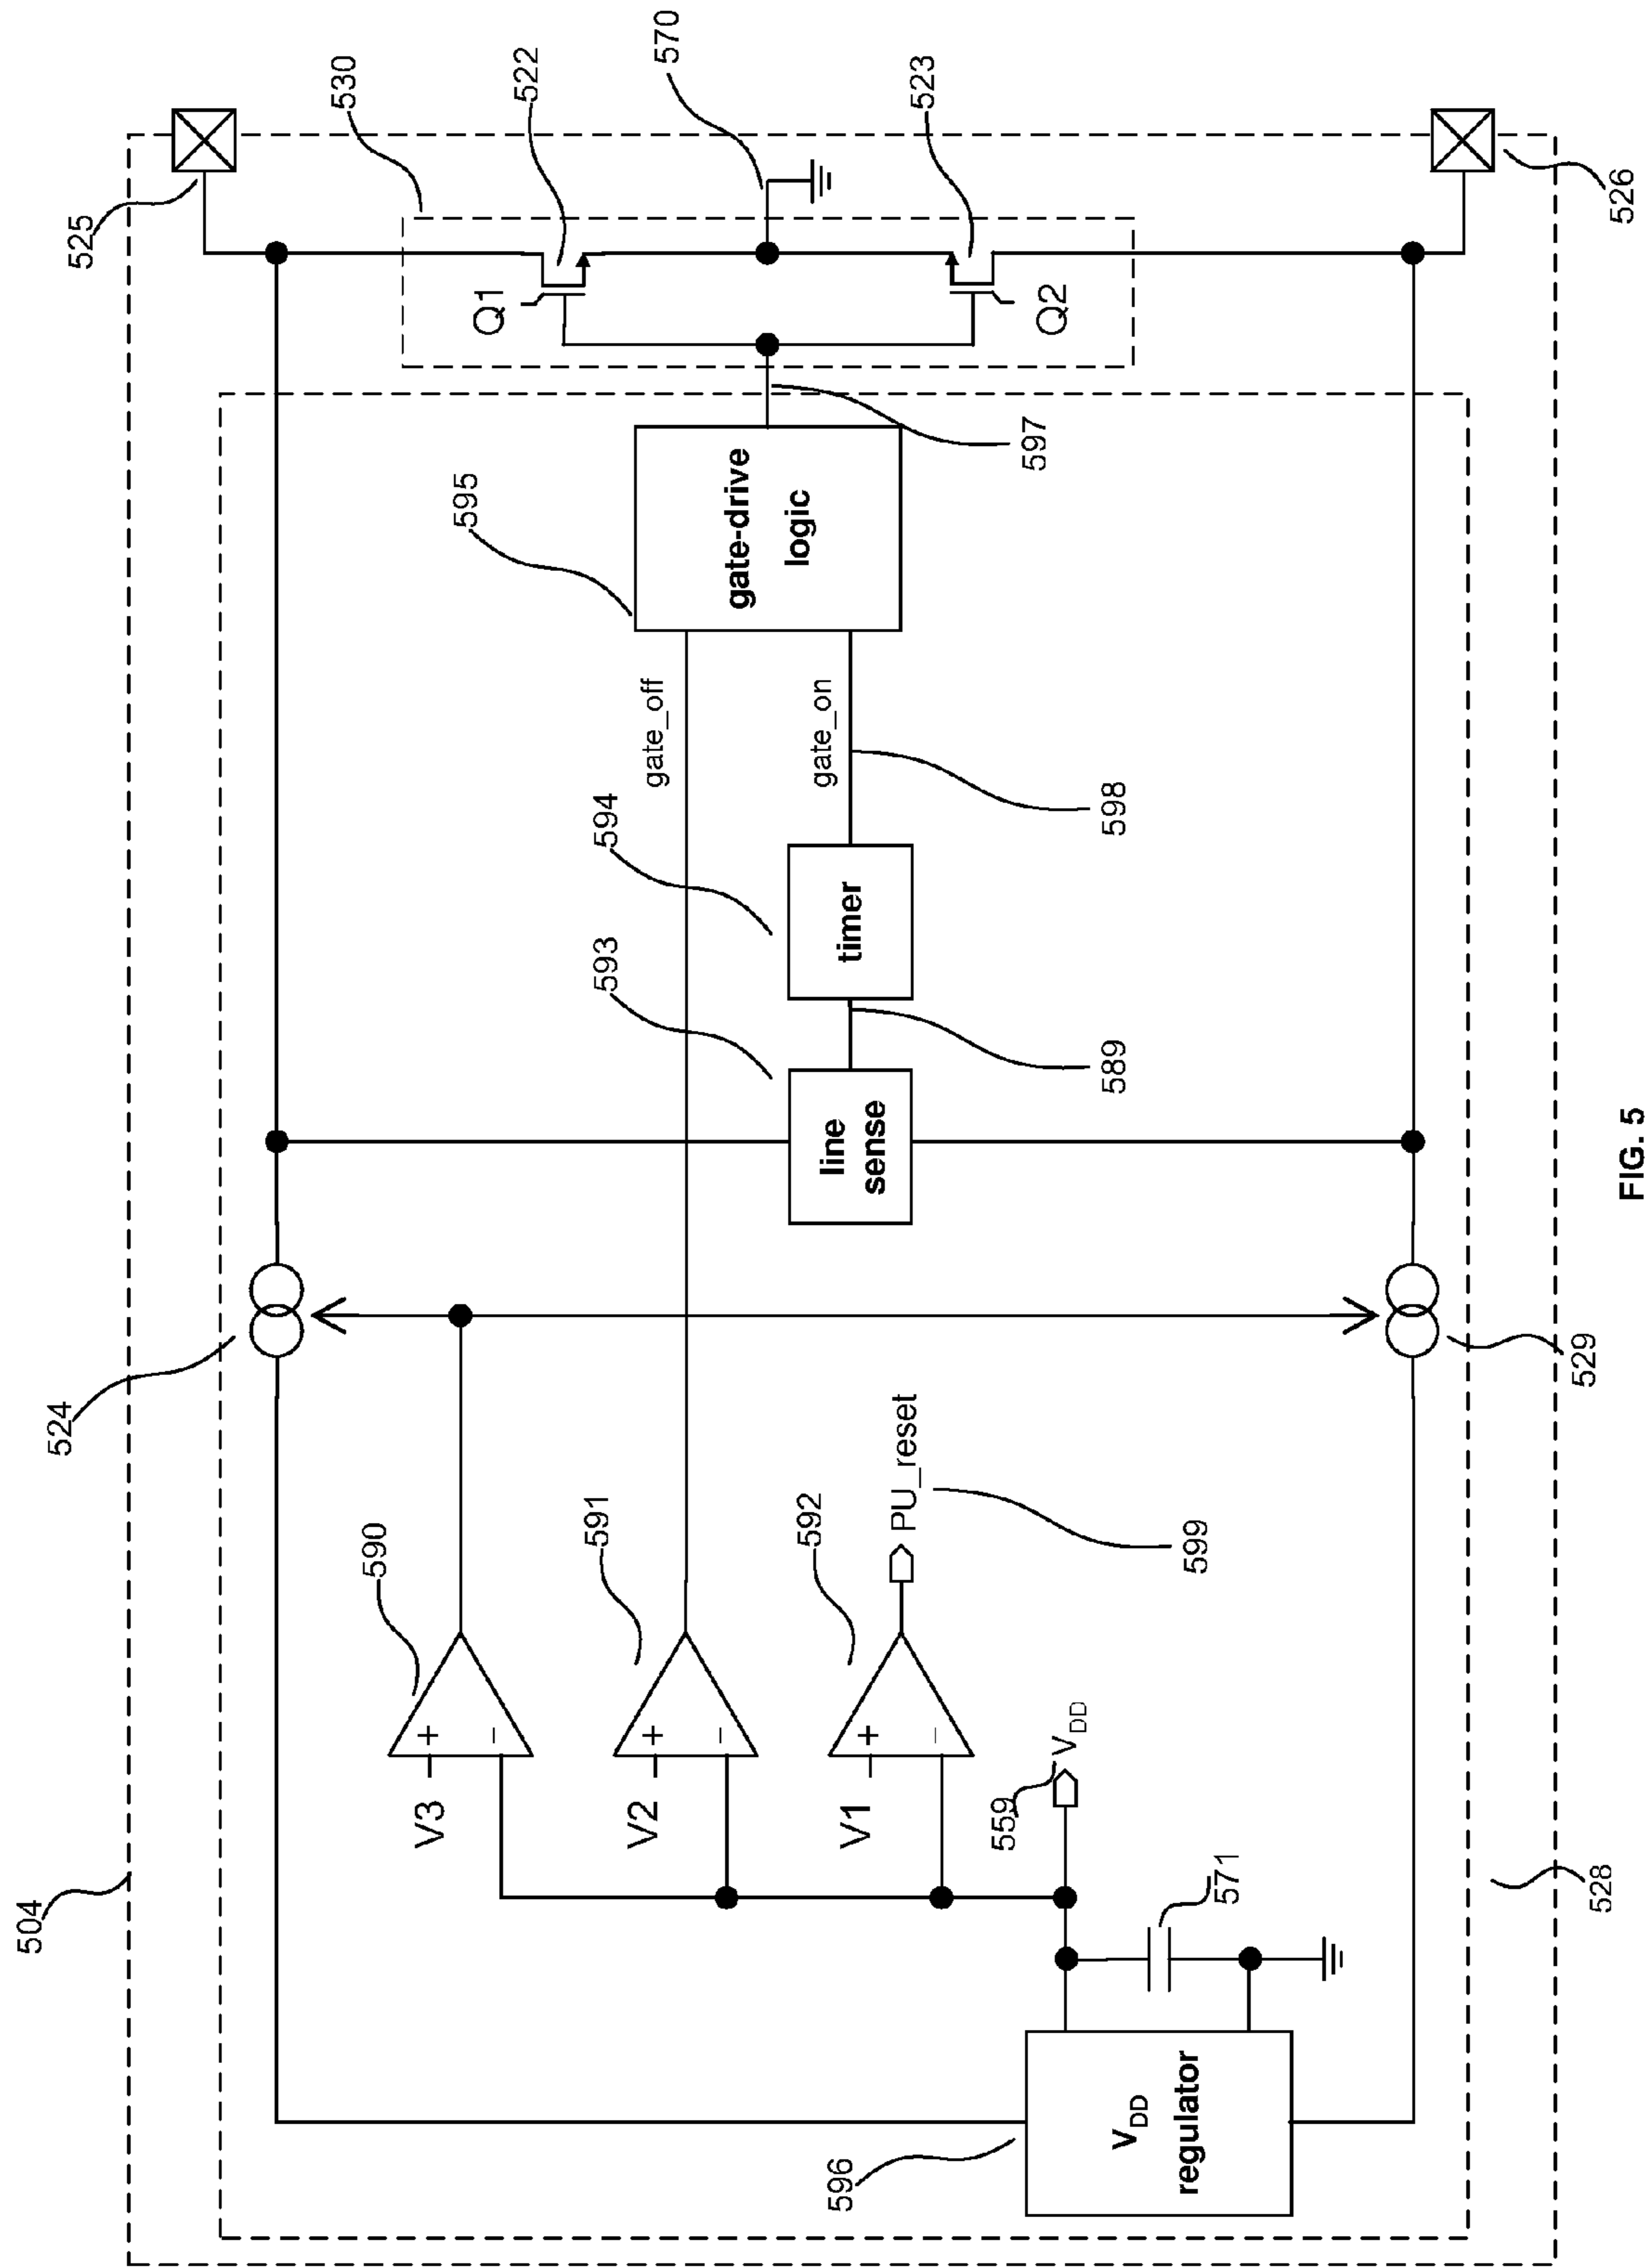 504
524
525
530
522
570
Q1
523
Q2
526
595
gate-drive
logic
597
gate_off
gate_on
598
594
timer
593
589
line
sense
529
590
V3
+
−
591
V2
+
−
592
V1
+
−
PU_reset
599
559
V_DD
571
596
V_DD
regulator
528
FIG. 5